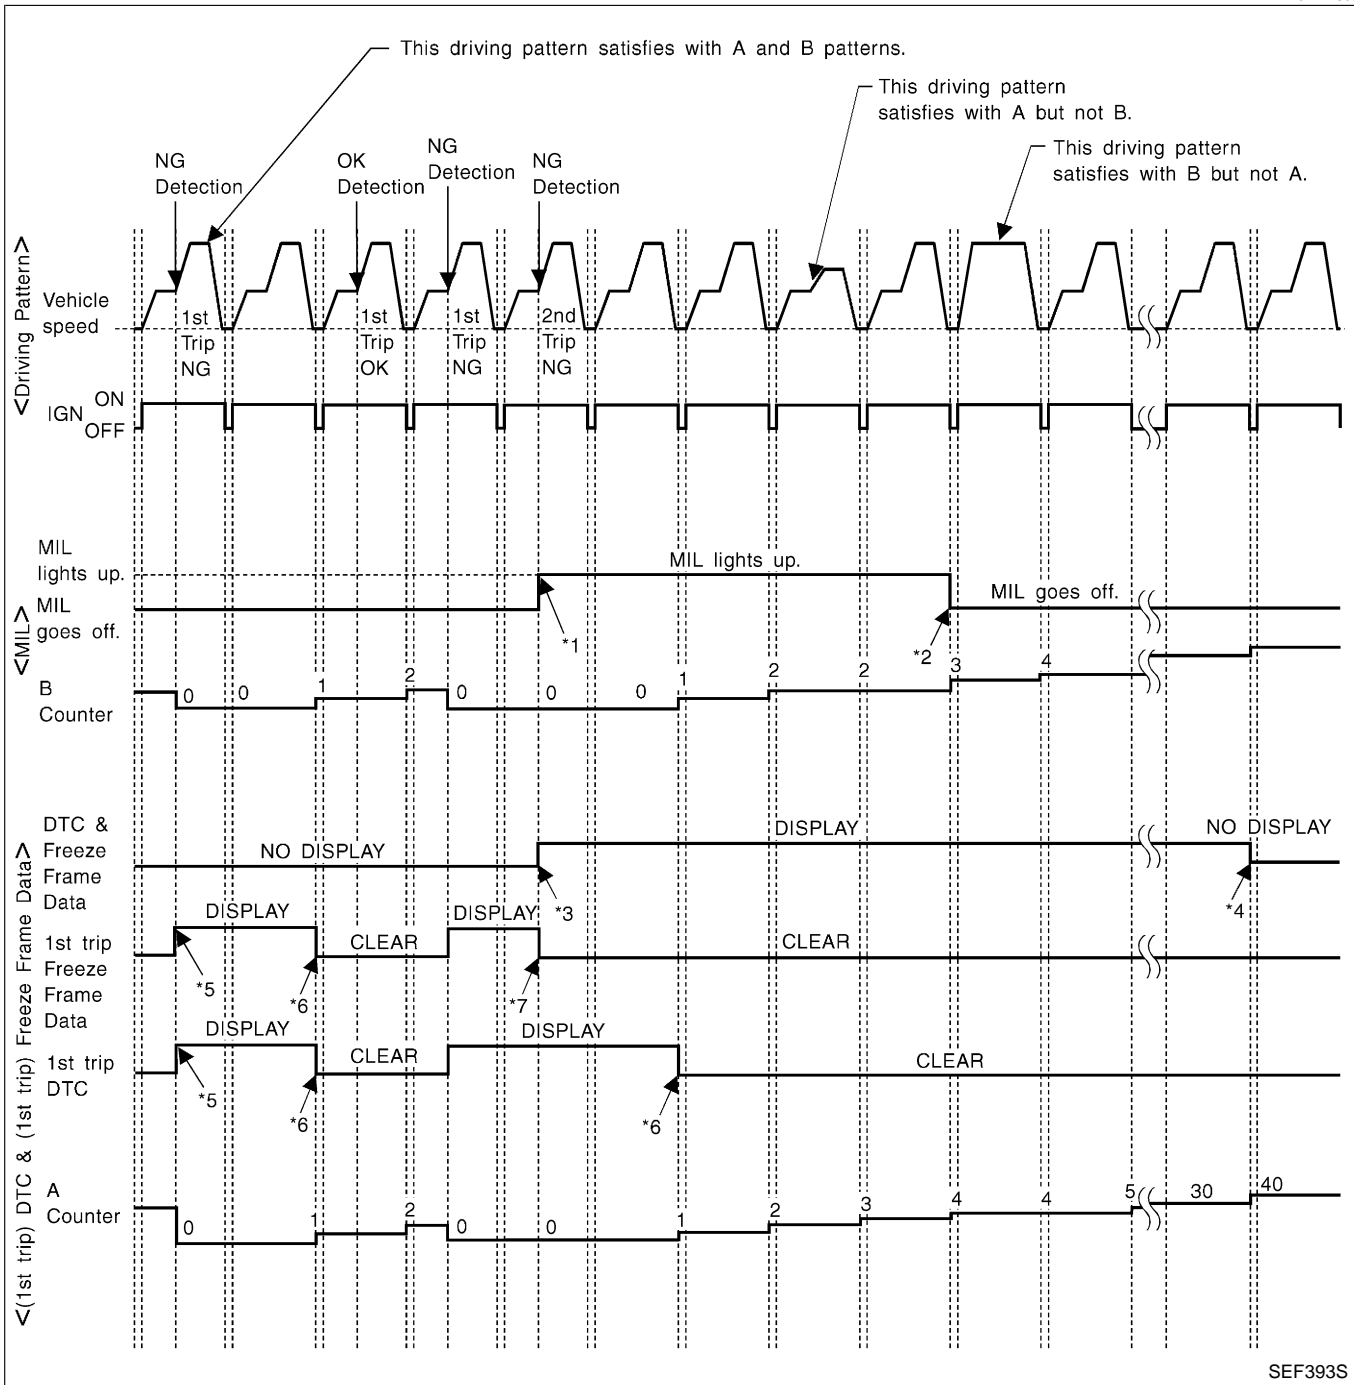 This driving pattern satisfies with A and B patterns.
This driving pattern
satisfies with A but not B.
This driving pattern
satisfies with B but not A.
NG
Detection
OK
Detection
NG
Detection
NG
Detection
<Driving Pattern>
Vehicle
speed
1st
Trip
NG
1st
Trip
OK
1st
Trip
NG
2nd
Trip
NG
IGN
ON
OFF
<MIL>
MIL
lights up.
MIL lights up.
MIL
goes off.
MIL goes off.
*1
*2
B
Counter
0
0
1
2
0
0
0
1
2
2
3
4
<(1st trip) DTC & (1st trip) Freeze Frame Data>
DTC &
Freeze
Frame
Data
NO DISPLAY
DISPLAY
NO DISPLAY
*3
*4
1st trip
Freeze
Frame
Data
DISPLAY
CLEAR
DISPLAY
CLEAR
*5
*6
*7
1st trip
DTC
DISPLAY
CLEAR
DISPLAY
CLEAR
*5
*6
*6
A
Counter
0
1
2
0
0
1
2
3
4
4
5
30
40
SEF393S